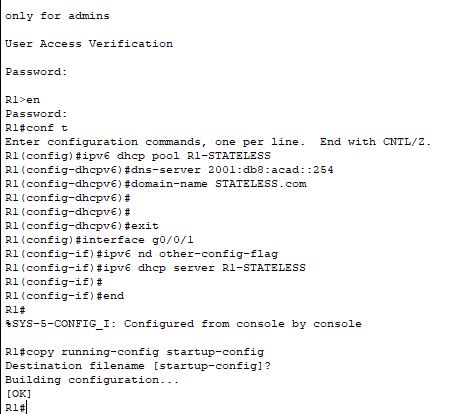 only for admins
User Access Verification
Password:
R1>en
Password:
R1#conf t
Enter configuration commands, one per line.  End with CNTL/Z.
R1(config)#ipv6 dhcp pool R1-STATELESS
R1(config-dhcpv6)#dns-server 2001:db8:acad::254
R1(config-dhcpv6)#domain-name STATELESS.com
R1(config-dhcpv6)#
R1(config-dhcpv6)#
R1(config-dhcpv6)#exit
R1(config)#interface g0/0/1
R1(config-if)#ipv6 nd other-config-flag
R1(config-if)#ipv6 dhcp server R1-STATELESS
R1(config-if)#
R1(config-if)#end
R1#
%SYS-5-CONFIG_I: Configured from console by console
R1#copy running-config startup-config
Destination filename [startup-config]?
Building configuration...
[OK]
R1#